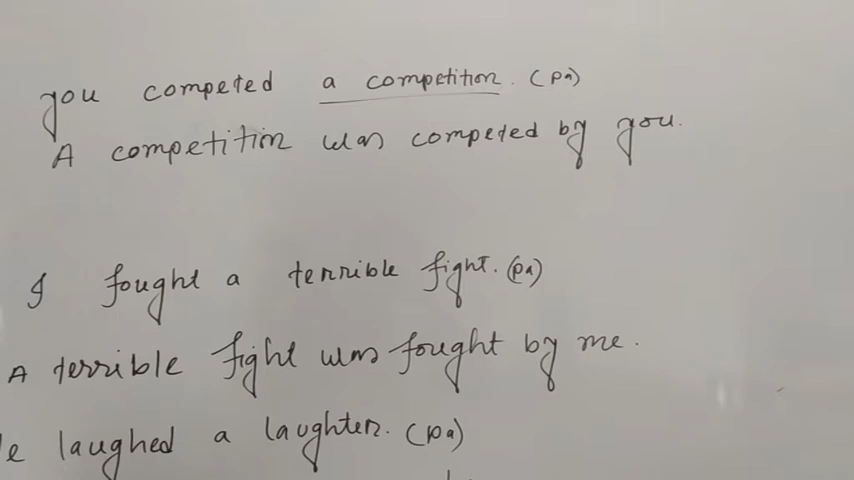 you competed a competition. (pa)
A competition was competed by you.
I fought a terrible fight. (pa)
A terrible fight was fought by me.
laughed a laughter. (pa)